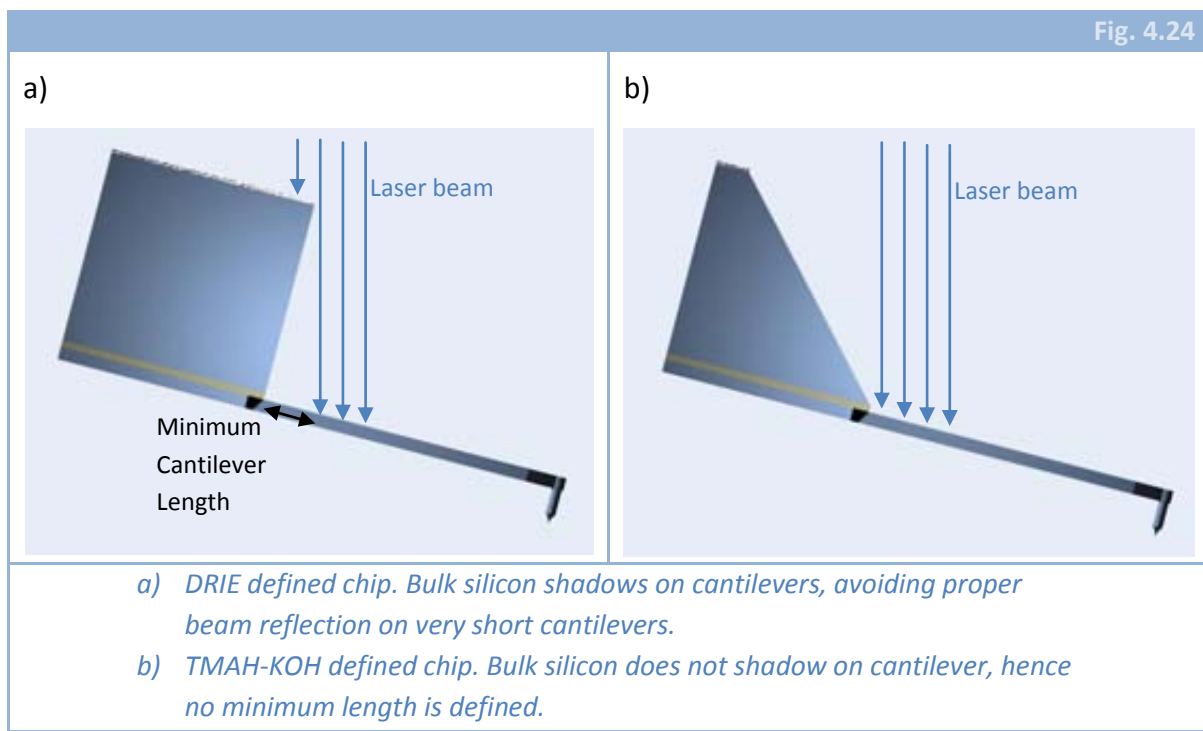 Fig. 4.24
a)
Laser beam
Minimum
Cantilever
Length
b)
Laser beam
a) DRIE defined chip. Bulk silicon shadows on cantilevers, avoiding proper
beam reflection on very short cantilevers.
b) TMAH-KOH defined chip. Bulk silicon does not shadow on cantilever, hence
no minimum length is defined.